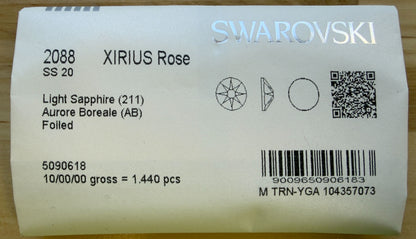 SWAROVSKI
2088 XIRIUS Rose
SS 20
Light Sapphire (211)
Aurore Boreale (AB)
Foiled
5090618
10/00/00 gross = 1.440 pcs
9009650906183
M TRN-YGA 104357073